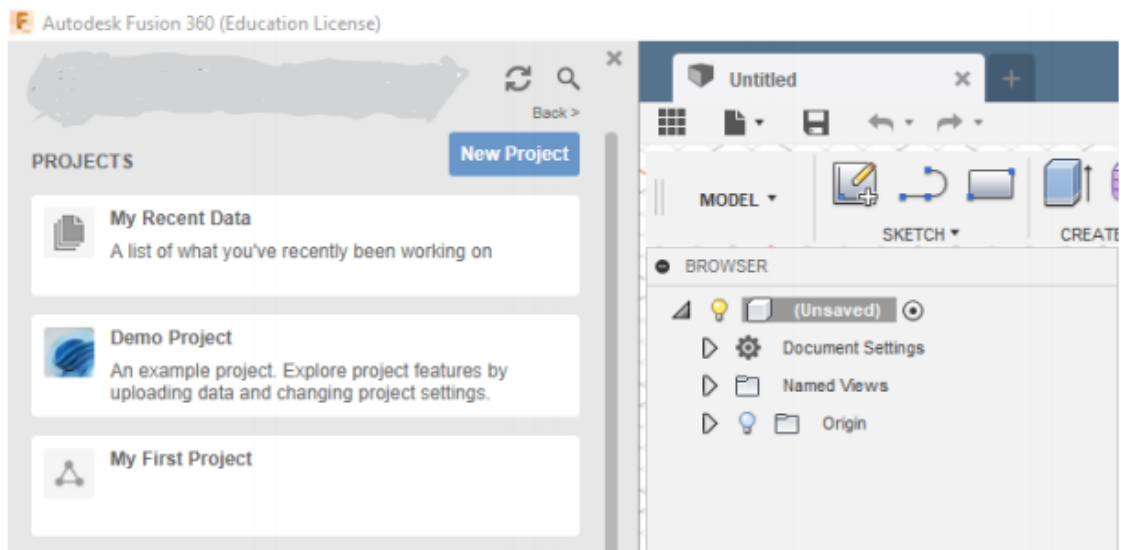 Autodesk Fusion 360 (Education License)
Back >
PROJECTS
New Project
My Recent Data
A list of what you've recently been working on
Demo Project
An example project. Explore project features by
uploading data and changing project settings.
My First Project
Untitled
MODEL
SKETCH
CREATE
BROWSER
(Unsaved)
Document Settings
Named Views
Origin